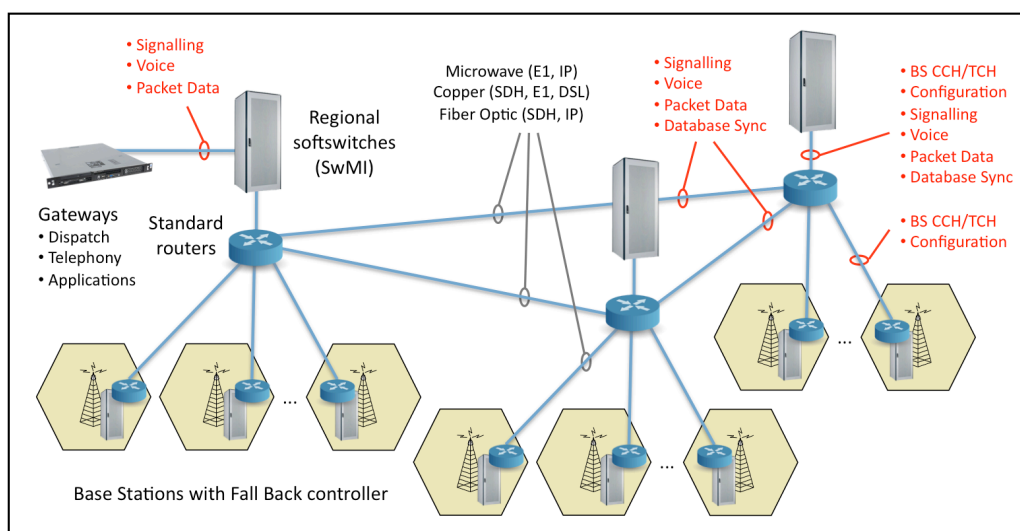 • Signalling
• Voice
• Packet Data
Regional
softswitches
(SwMI)
Gateways
• Dispatch
• Telephony
• Applications
Standard
routers
Microwave (E1, IP)
Copper (SDH, E1, DSL)
Fiber Optic (SDH, IP)
• Signalling
• Voice
• Packet Data
• Database Sync
• BS CCH/TCH
• Configuration
• Signalling
• Voice
• Packet Data
• Database Sync
• BS CCH/TCH
• Configuration
...
...
...
Base Stations with Fall Back controller